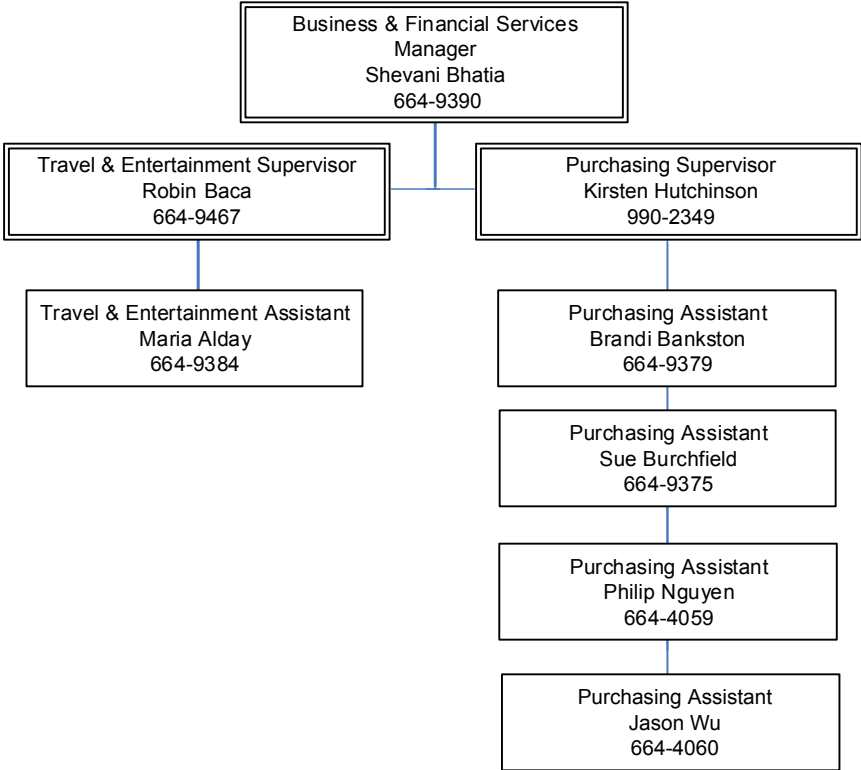 Business & Financial Services
Manager
Shevani Bhatia
664-9390
Travel & Entertainment Supervisor
Robin Baca
664-9467
Purchasing Supervisor
Kirsten Hutchinson
990-2349
Travel & Entertainment Assistant
Maria Alday
664-9384
Purchasing Assistant
Brandi Bankston
664-9379
Purchasing Assistant
Sue Burchfield
664-9375
Purchasing Assistant
Philip Nguyen
664-4059
Purchasing Assistant
Jason Wu
664-4060